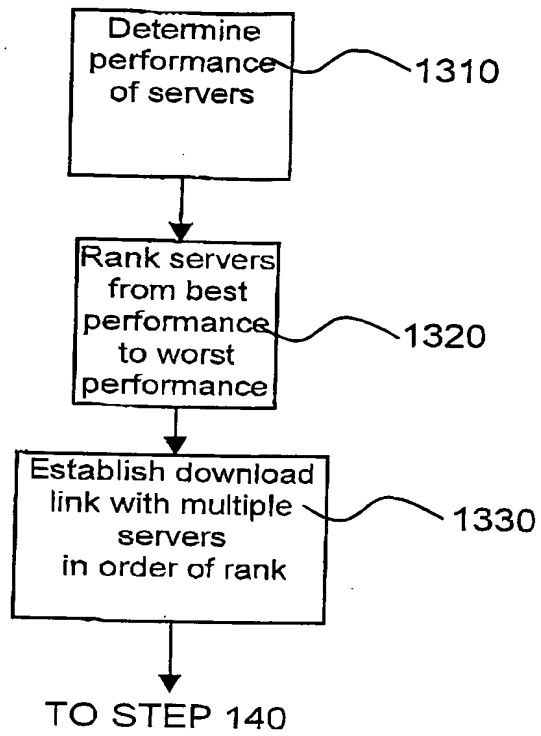 Determine
performance
of servers
1310
Rank servers
from best
performance
to worst
performance
1320
Establish download
link with multiple
servers
in order of rank
1330
TO STEP 140